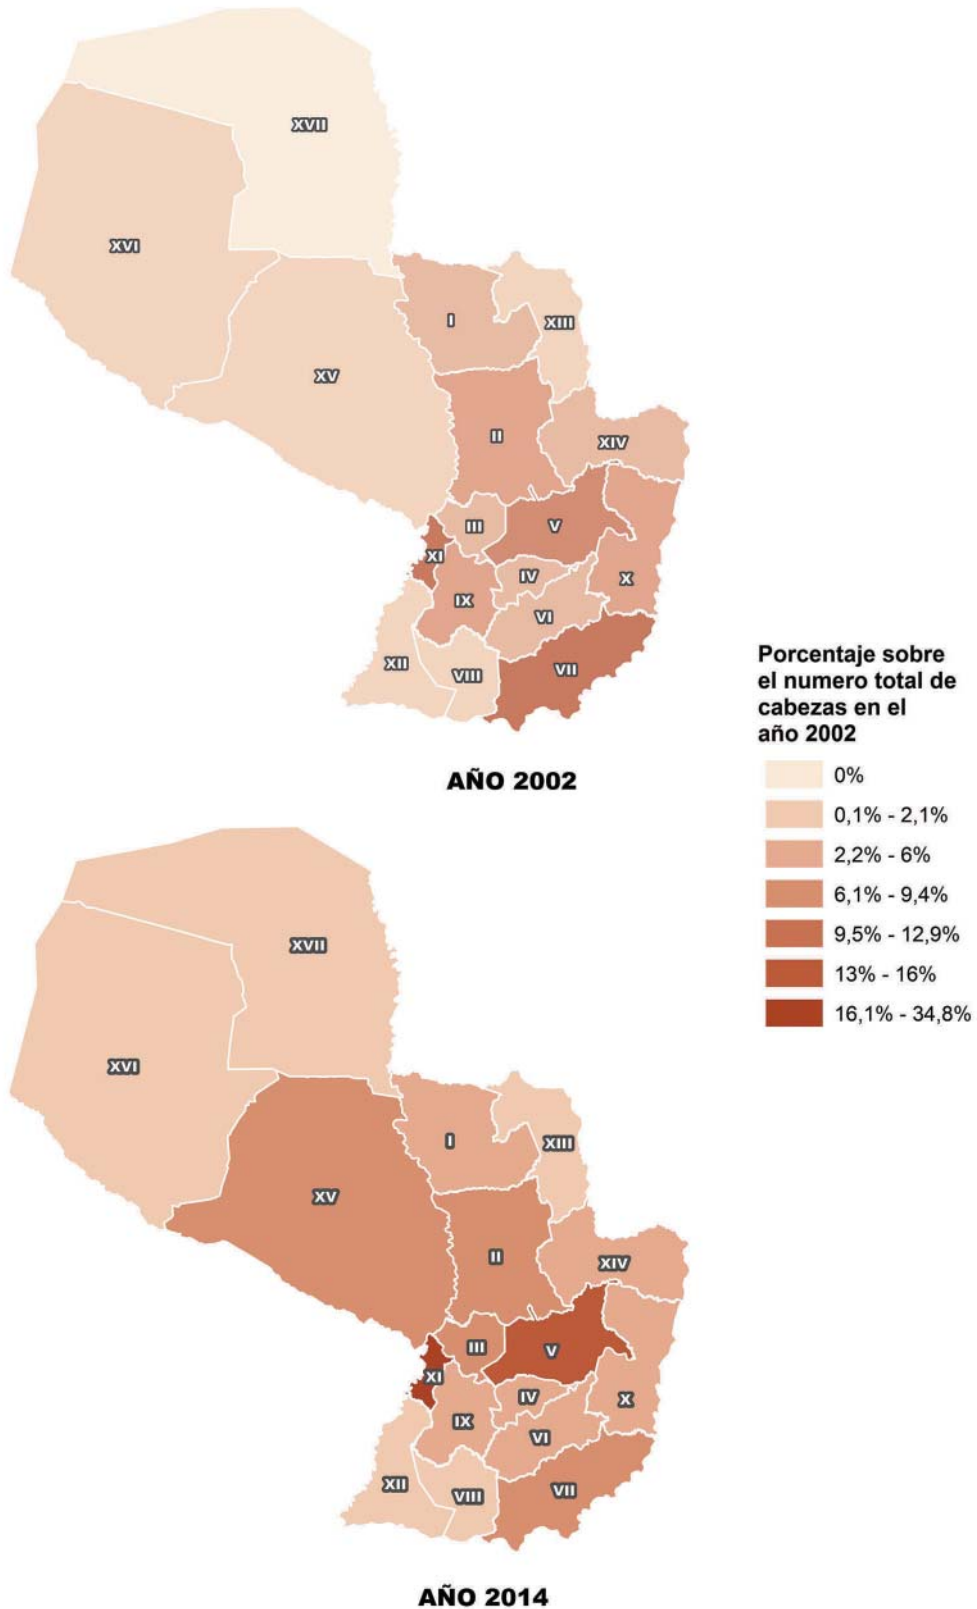 XVII
XVI
I
XIII
XV
II
XIV
III
V
XI
IV
X
IX
VI
XII
VIII
VII
Porcentaje sobre
el numero total de
cabezas en el
año 2002
0%
0,1% - 2,1%
2,2% - 6%
6,1% - 9,4%
9,5% - 12,9%
13% - 16%
16,1% - 34,8%
AÑO 2002
XVII
XVI
I
XIII
XV
II
XIV
III
V
XI
IV
X
IX
VI
XII
VIII
VII
AÑO 2014